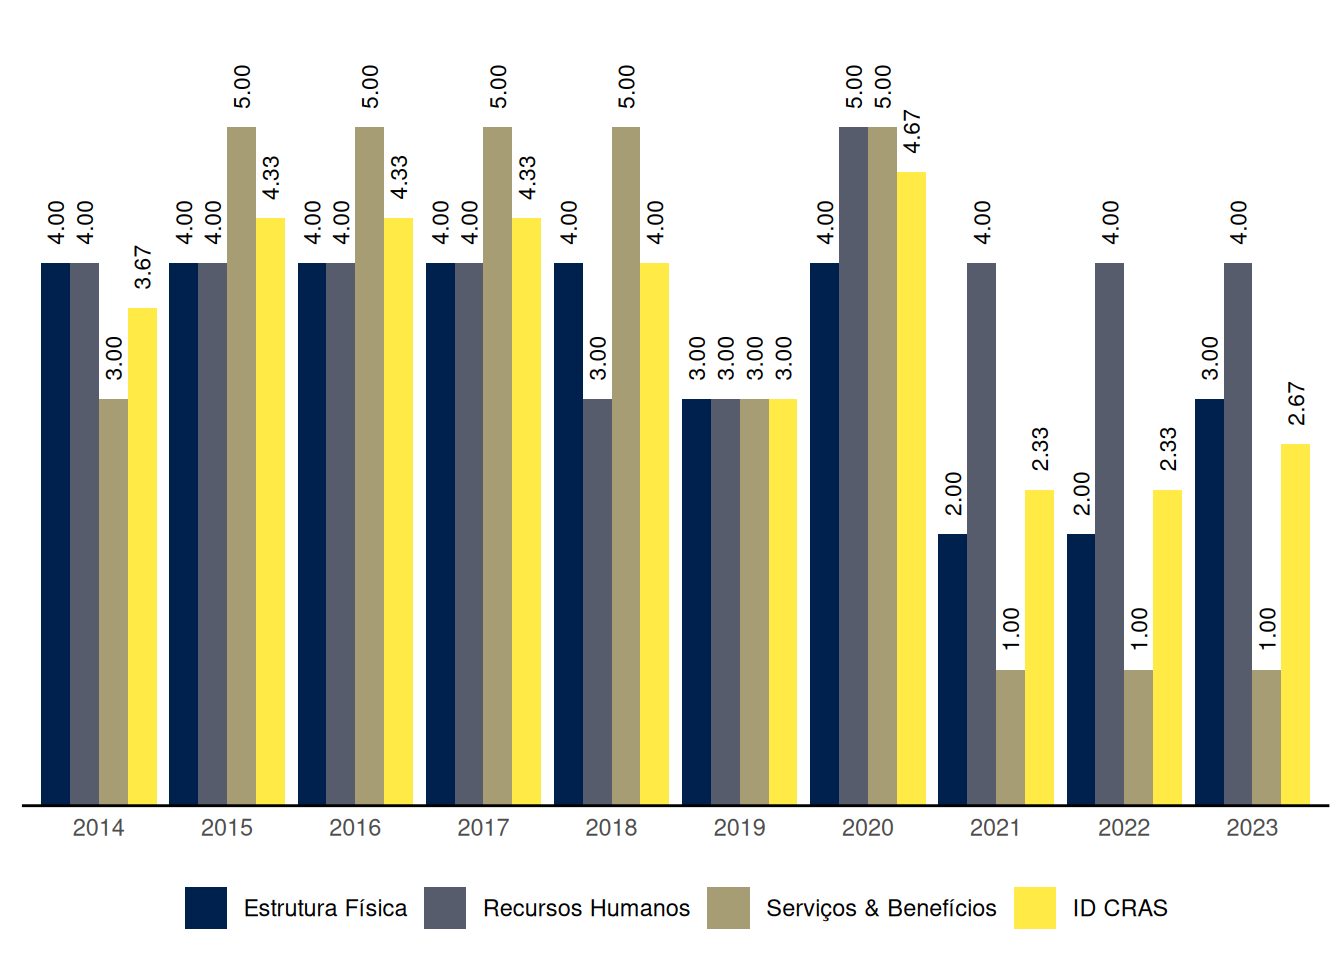 4.00 4.00 3.00 3.67
4.00 4.00 5.00 4.33
4.00 4.00 5.00 4.33
4.00 4.00 5.00 4.33
4.00 3.00 5.00 4.00
3.00 3.00 3.00 3.00
4.00 5.00 5.00 4.67
2.00 4.00 1.00 2.33
2.00 4.00 1.00 2.33
3.00 4.00 1.00 2.67
2014 2015 2016 2017 2018 2019 2020 2021 2022 2023
Estrutura Física Recursos Humanos Serviços & Benefícios ID CRAS